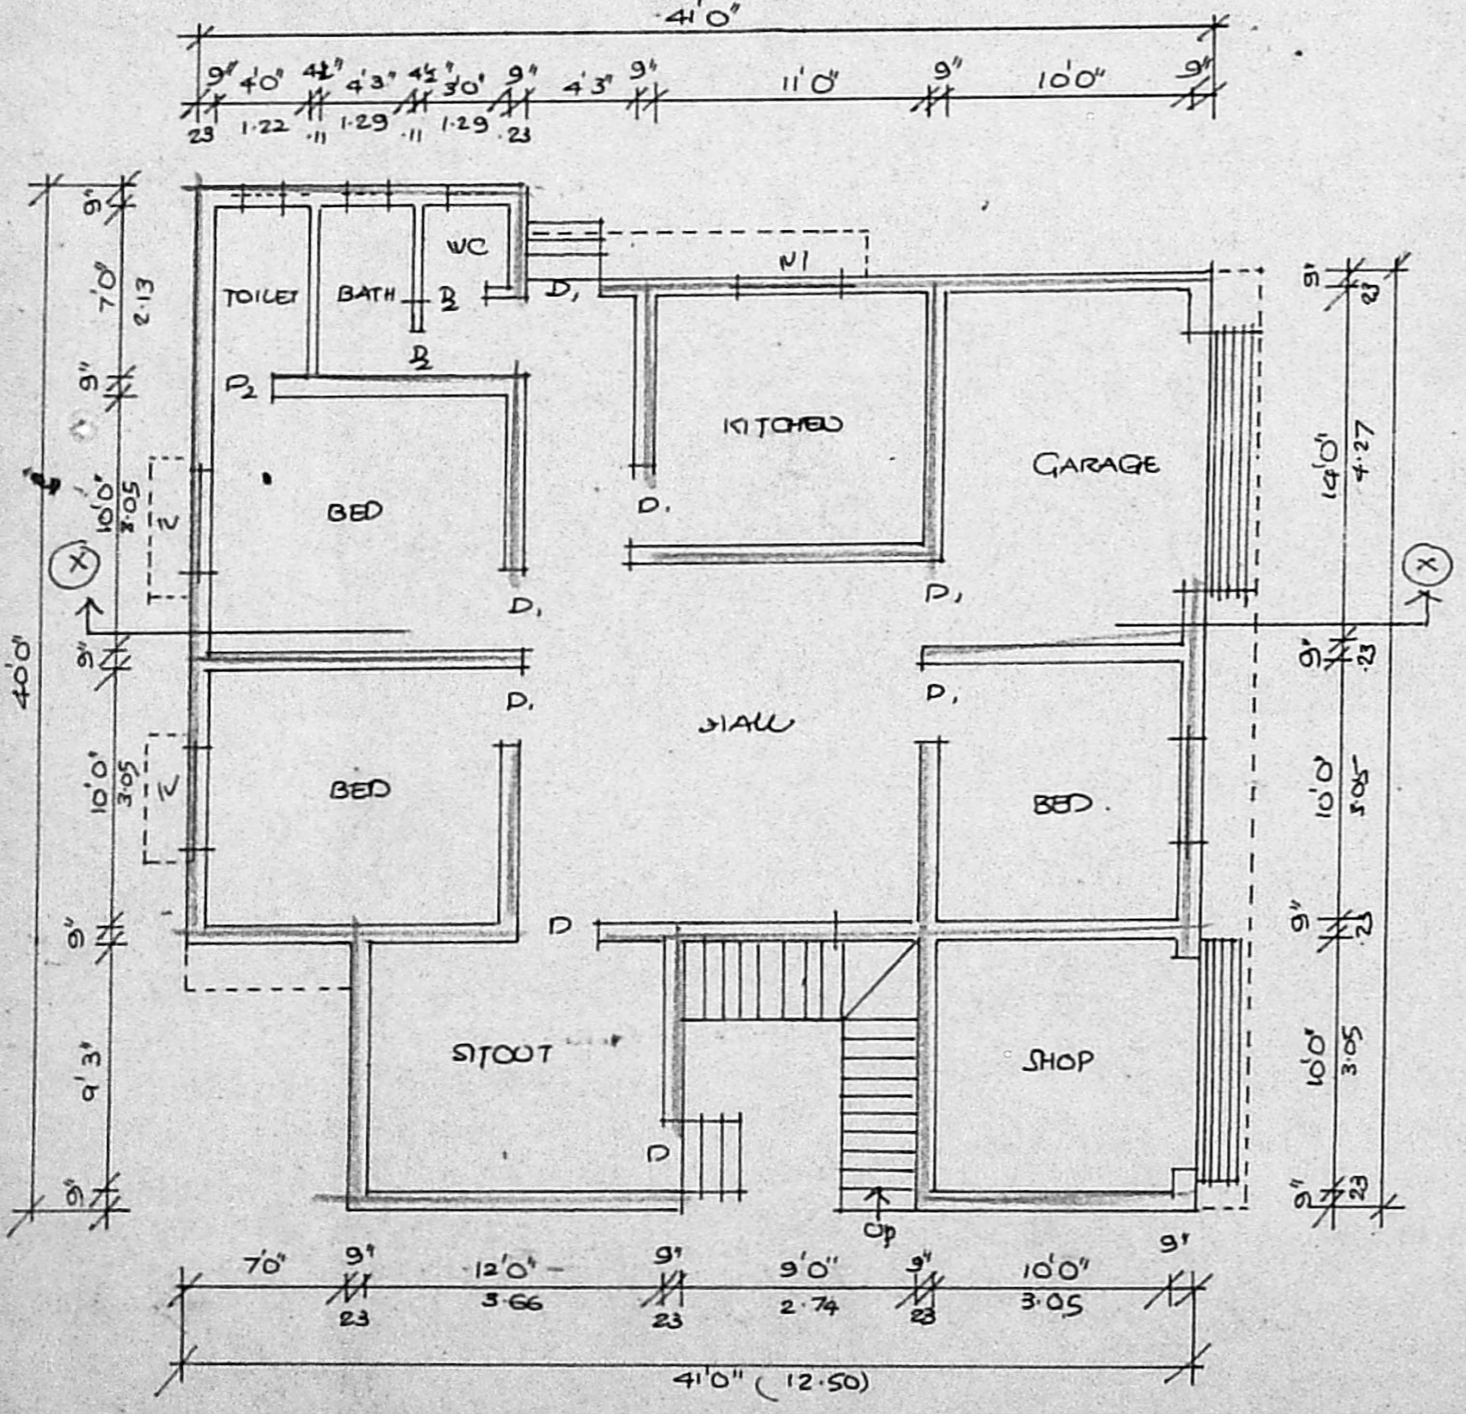 41'0"
9" 4'0" 4½" 4'3" 4½" 3'0" 9" 4'3" 9" 11'0" 9" 10'0" 9"
23 1.22 .11 1.29 .11 1.29 .23
9"
7'0"
2.13
9"
10'0"
3.05
9"
10'0"
3.05
9"
9'3"
9"
40'0"
TOILET BATH WC
D2 D2 D2 D1
W1
KITCHEN
GARAGE
BED
D1 D1 D1
X X
D1 HALL D1
BED BED
D
SITOUT SHOP
D
UP
9" 23
14'0" 4.27
9" .23
10'0" 3.05
9" .23
10'0" 3.05
9" 23
7'0" 9" 12'0" 9" 9'0" 9" 10'0" 9"
23 3.66 23 2.74 23 3.05
41'0" (12.50)